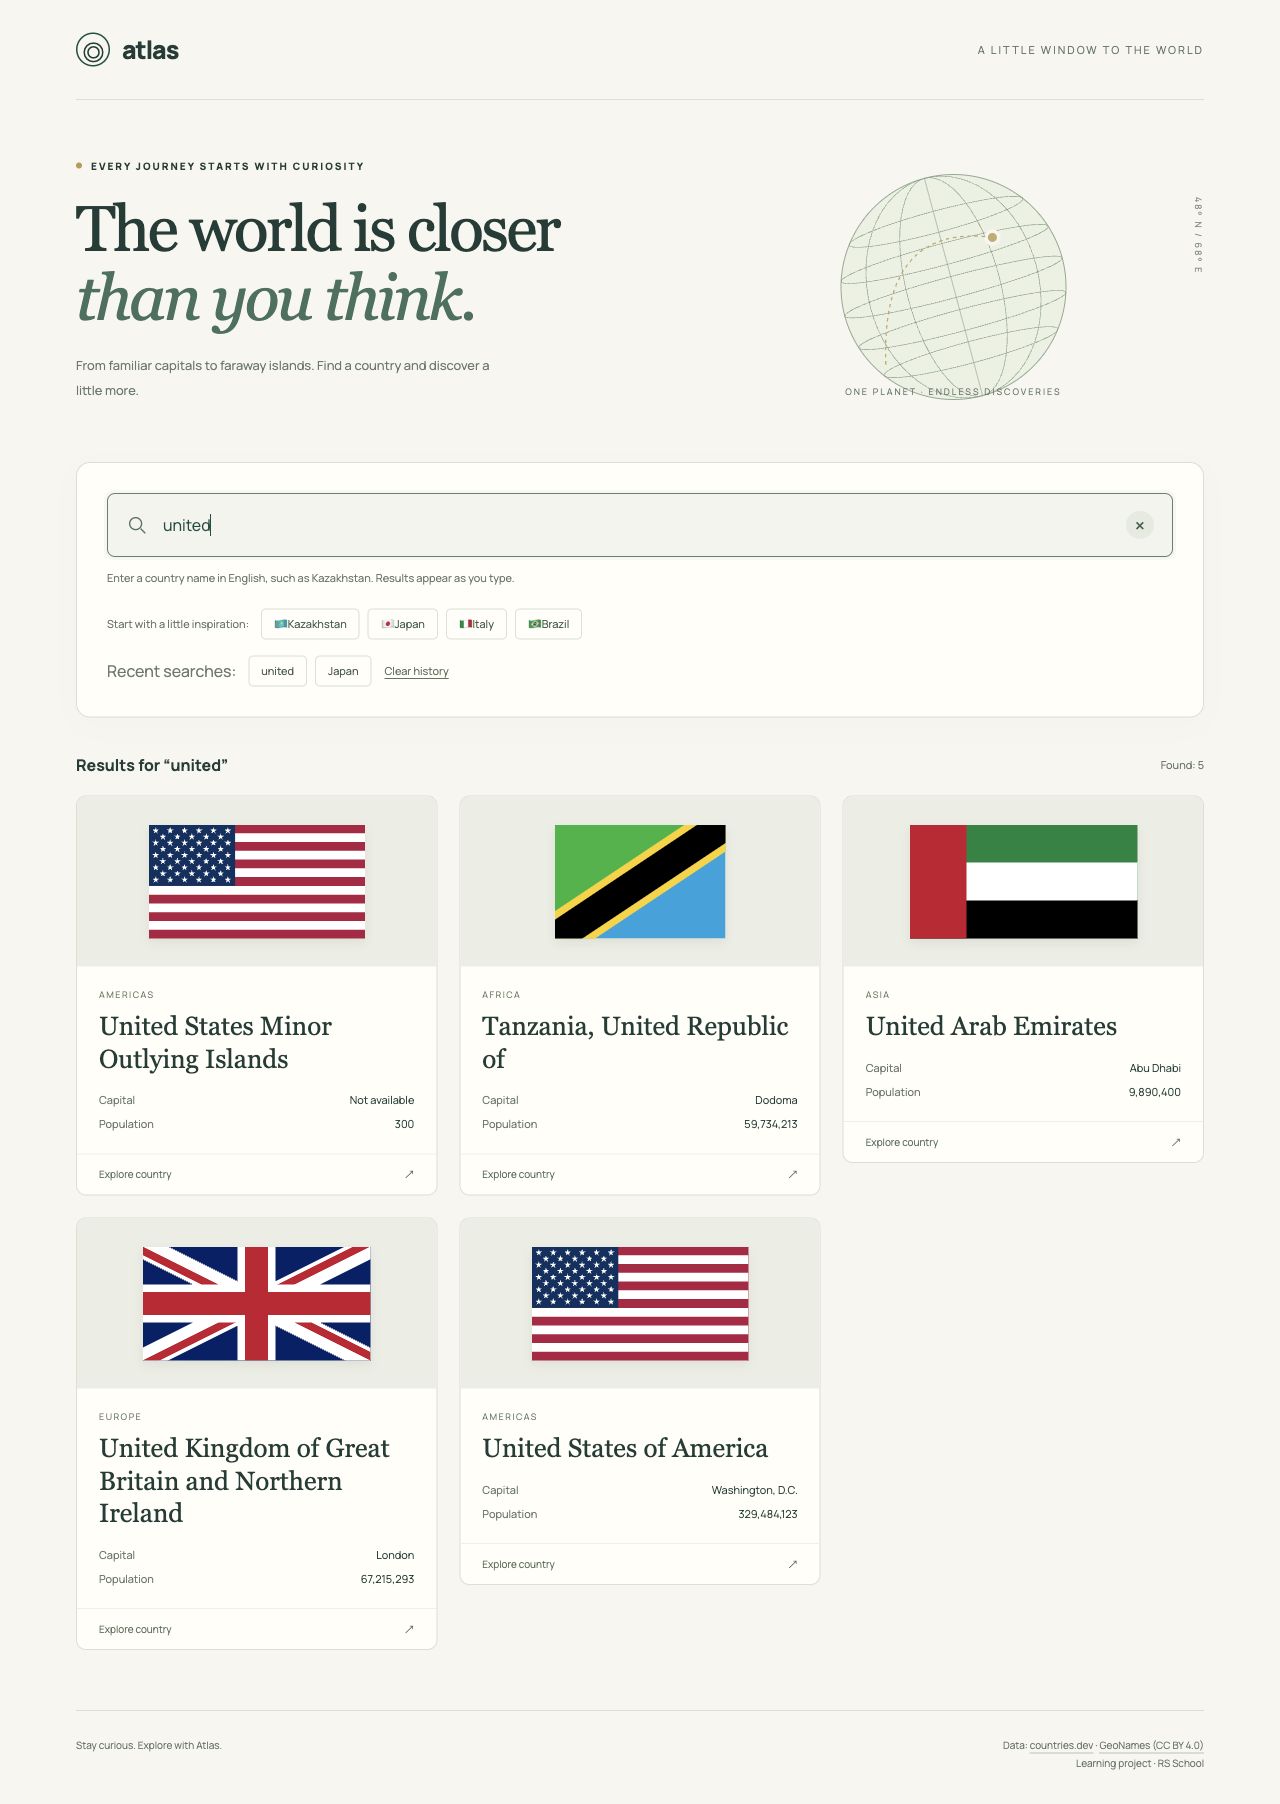 atlas
A LITTLE WINDOW TO THE WORLD
EVERY JOURNEY STARTS WITH CURIOSITY
The world is closer
than you think.
From familiar capitals to faraway islands. Find a country and discover a
little more.
48° N / 68° E
ONE PLANET · ENDLESS DISCOVERIES
united
×
Enter a country name in English, such as Kazakhstan. Results appear as you type.
Start with a little inspiration: Kazakhstan Japan Italy Brazil
Recent searches: united Japan Clear history
Results for “united”
Found: 5
AMERICAS
United States Minor
Outlying Islands
Capital Not available
Population 300
Explore country ↗
AFRICA
Tanzania, United Republic
of
Capital Dodoma
Population 59,734,213
Explore country ↗
ASIA
United Arab Emirates
Capital Abu Dhabi
Population 9,890,400
Explore country ↗
EUROPE
United Kingdom of Great
Britain and Northern
Ireland
Capital London
Population 67,215,293
Explore country ↗
AMERICAS
United States of America
Capital Washington, D.C.
Population 329,484,123
Explore country ↗
Stay curious. Explore with Atlas.
Data: countries.dev · GeoNames (CC BY 4.0)
Learning project · RS School